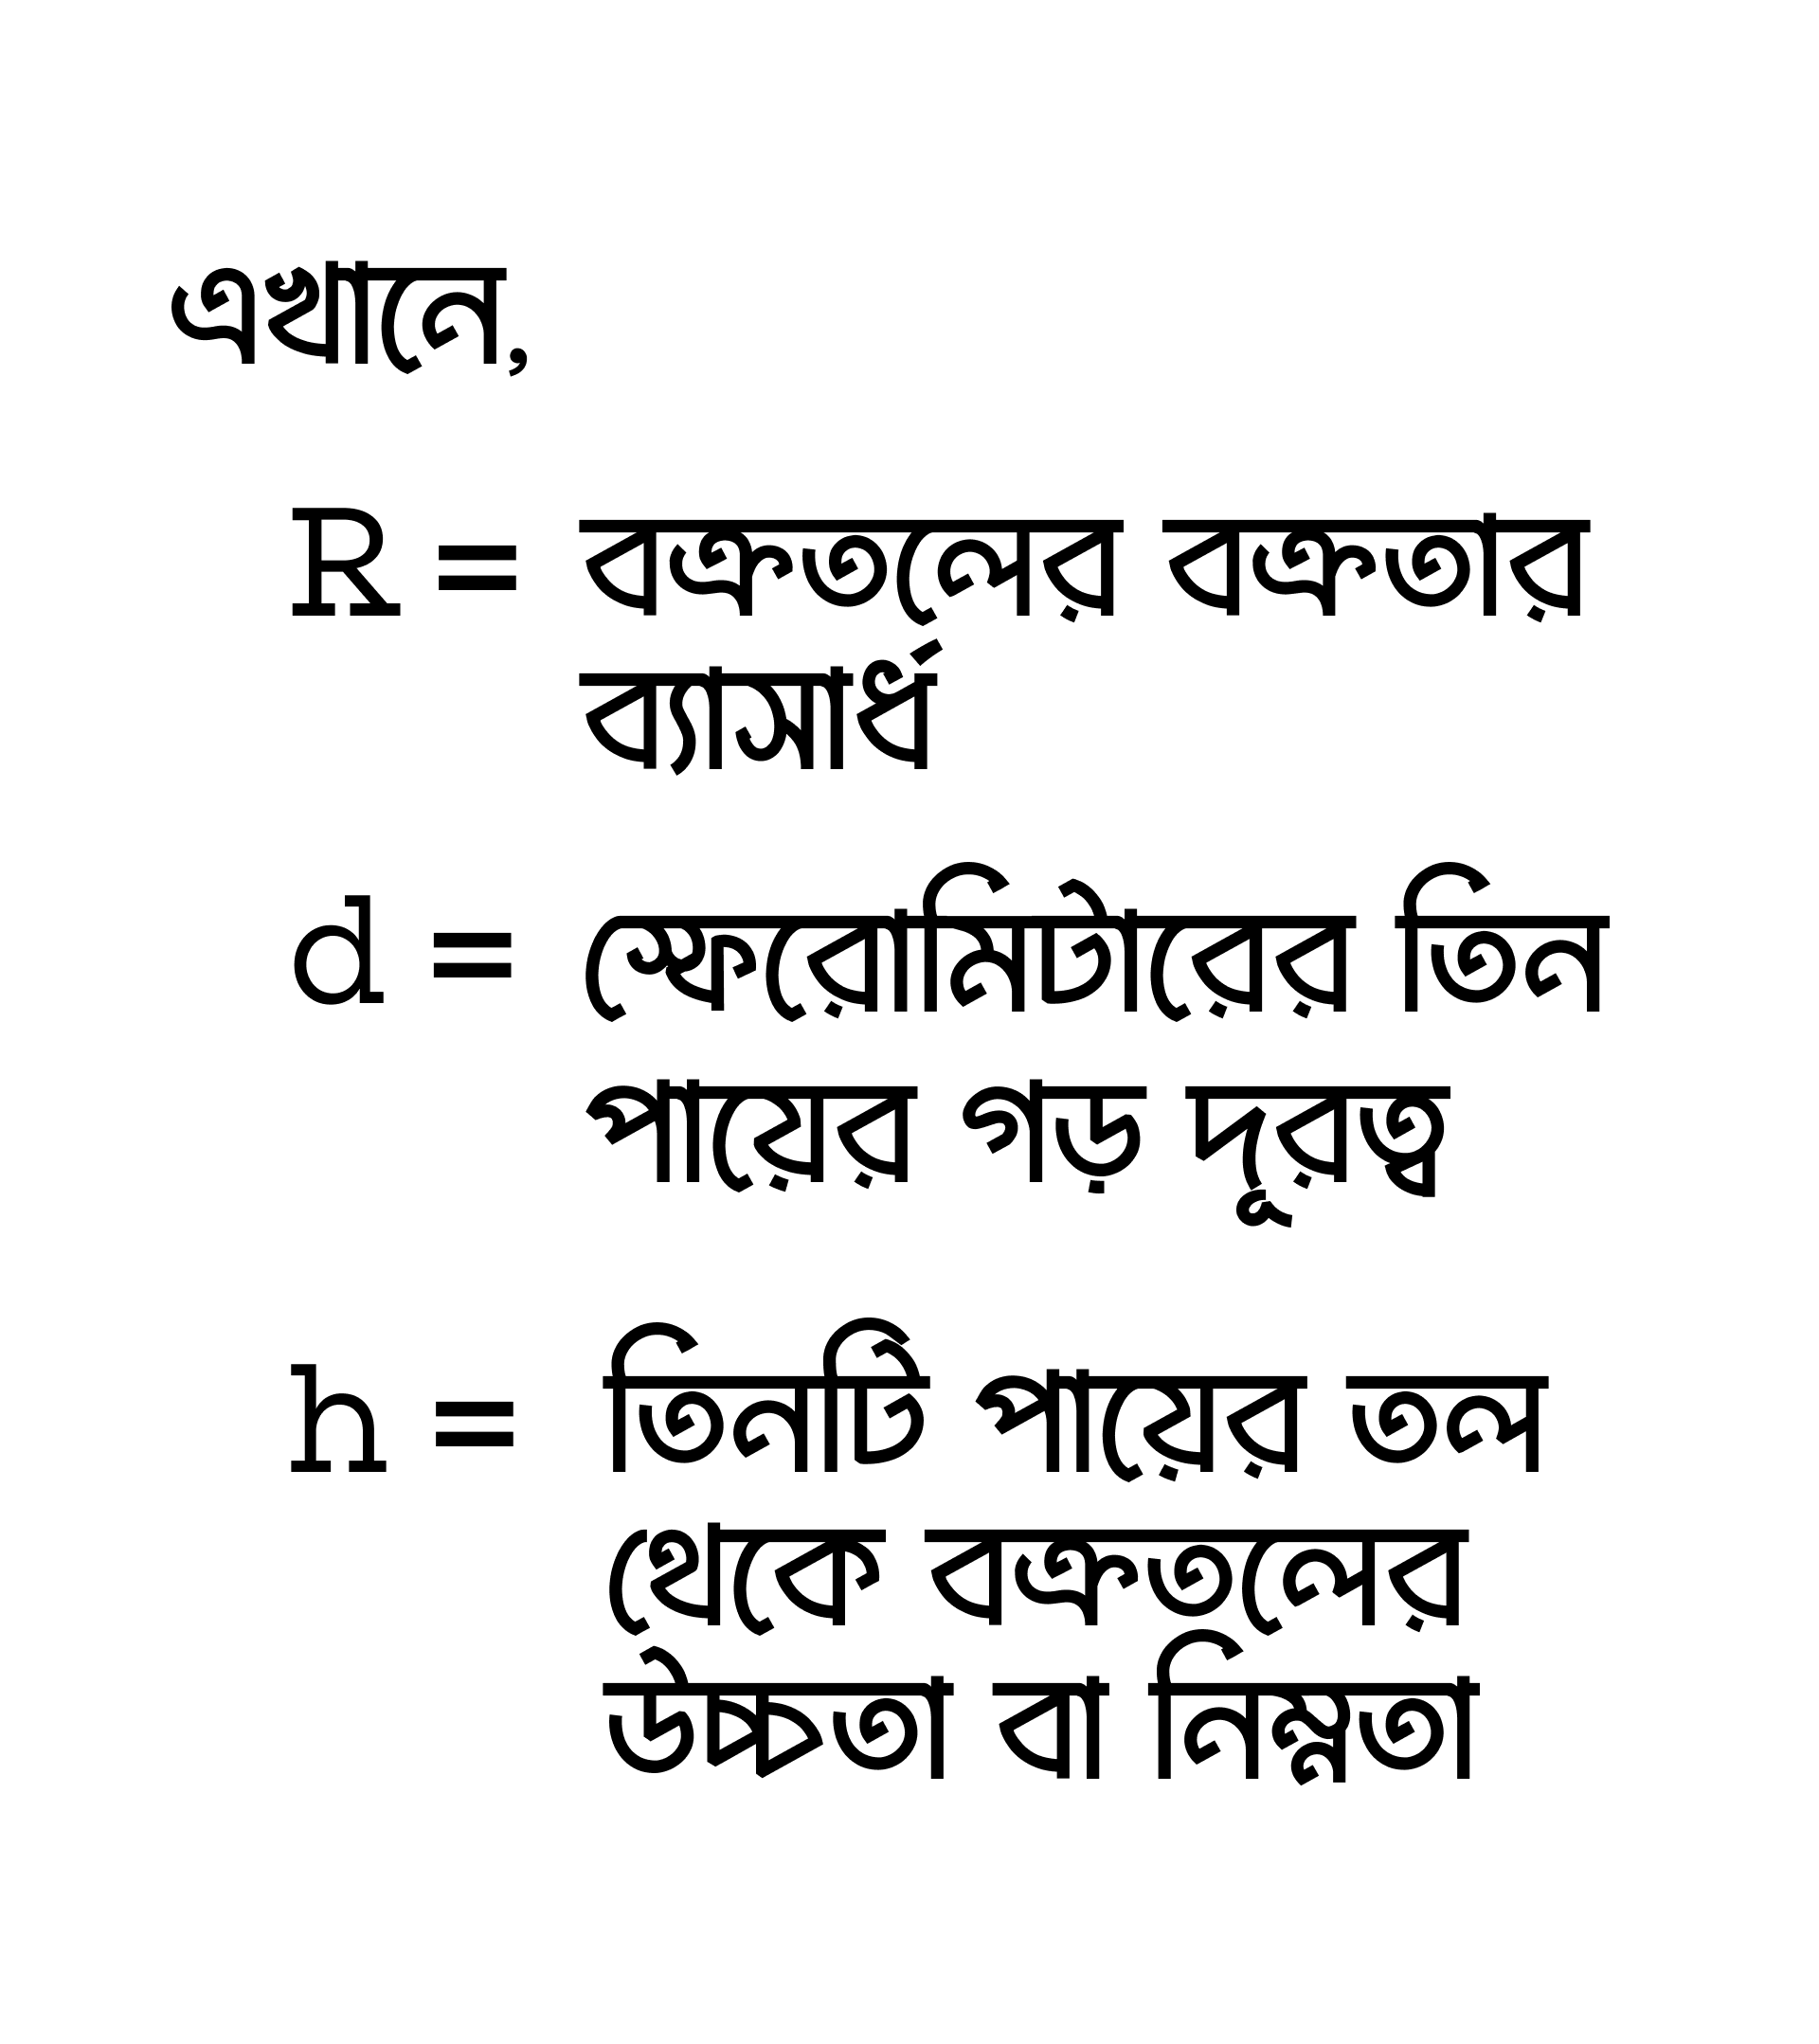 এখানে,
R = বক্রতলের বক্রতার
ব্যাসার্ধ
d = স্ফেরোমিটারের তিন
পায়ের গড় দূরত্ব
h = তিনটি পায়ের তল
থেকে বক্রতলের
উচ্চতা বা নিম্নতা